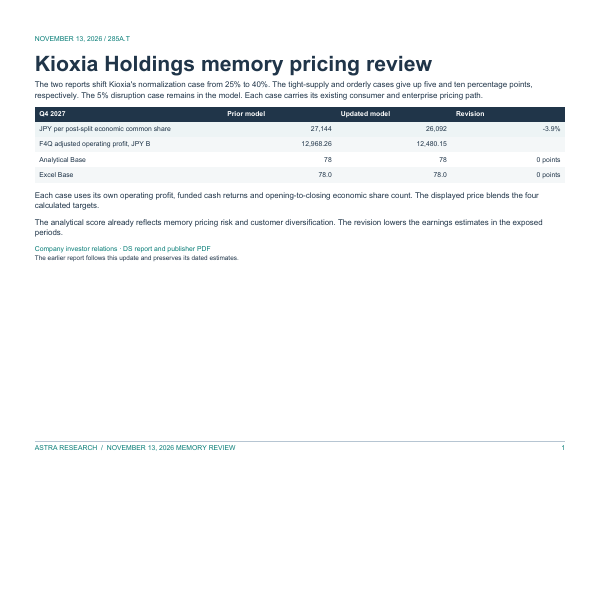 NOVEMBER 13, 2026 / 285A.T
Kioxia Holdings memory pricing review
The two reports shift Kioxia's normalization case from 25% to 40%. The tight-supply and orderly cases give up five and ten percentage points,
respectively. The 5% disruption case remains in the model. Each case carries its existing consumer and enterprise pricing path.
Q4 2027 Prior model Updated model Revision
JPY per post-split economic common share 27,144 26,092 -3.9%
F4Q adjusted operating profit, JPY B 12,968.26 12,480.15
Analytical Base 78 78 0 points
Excel Base 78.0 78.0 0 points
Each case uses its own operating profit, funded cash returns and opening-to-closing economic share count. The displayed price blends the four
calculated targets.
The analytical score already reflects memory pricing risk and customer diversification. The revision lowers the earnings estimates in the exposed
periods.
Company investor relations · DS report and publisher PDF
The earlier report follows this update and preserves its dated estimates.
ASTRA RESEARCH / NOVEMBER 13, 2026 MEMORY REVIEW 1